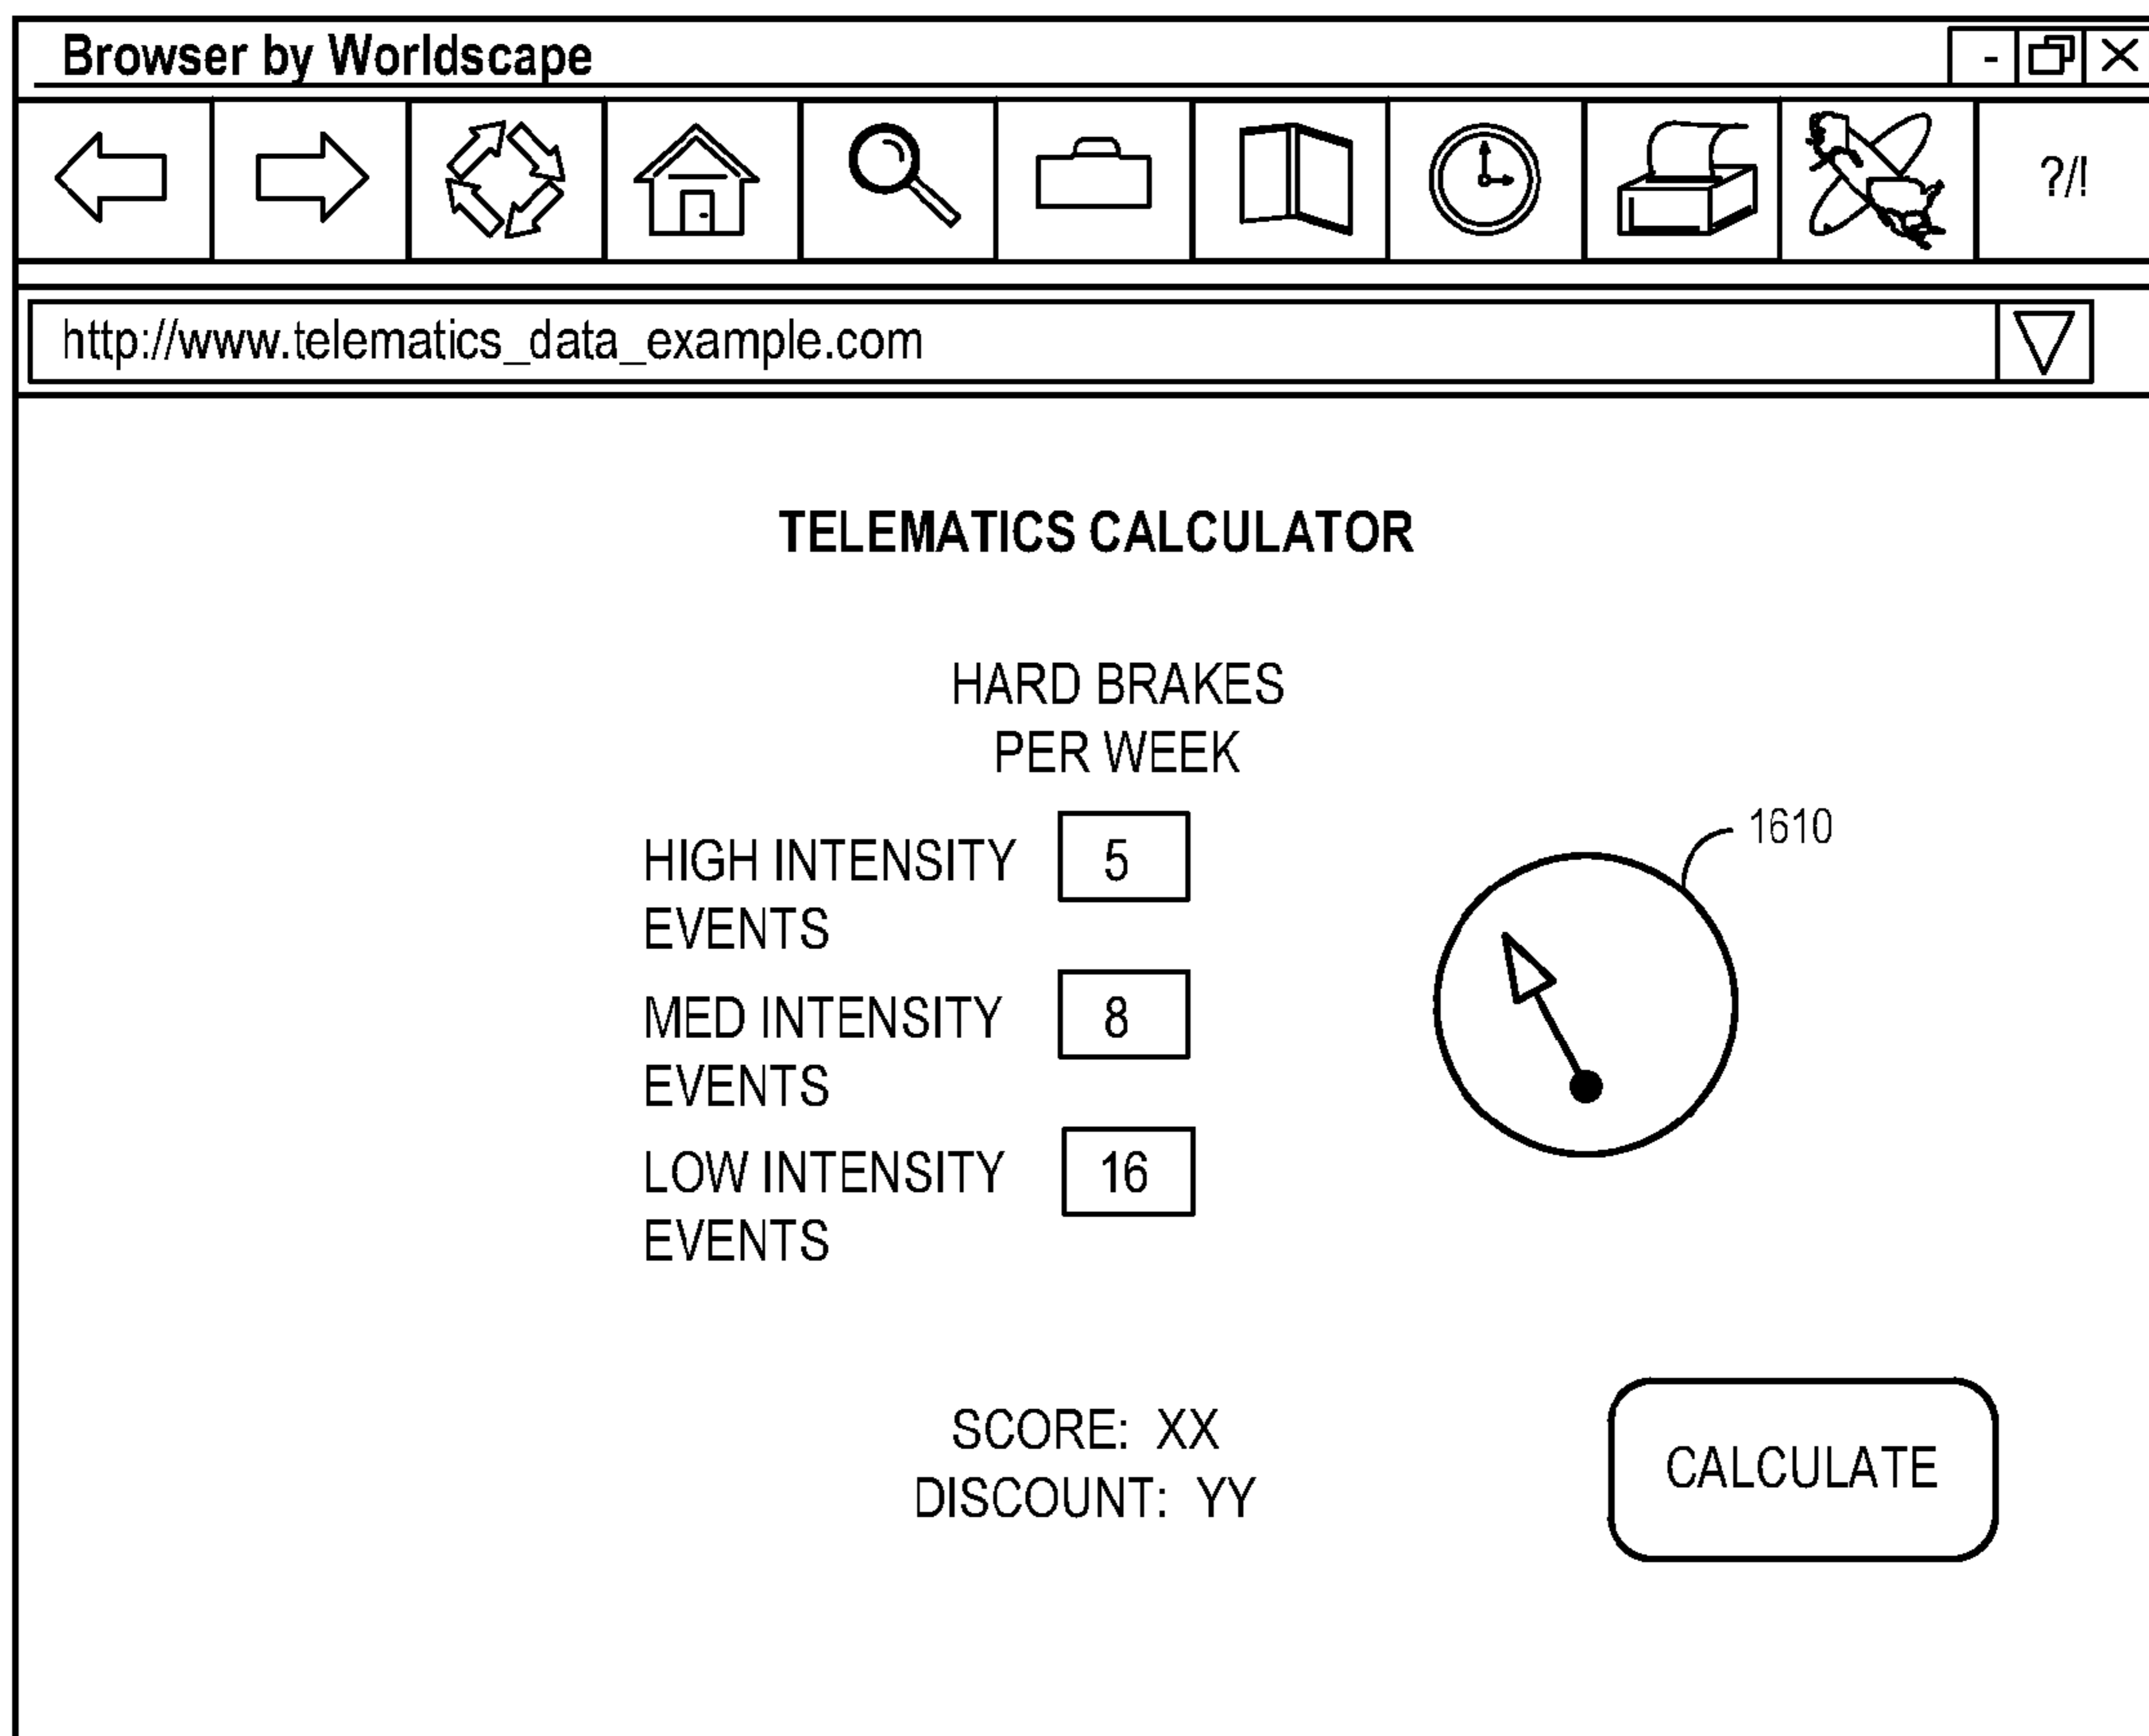 Browser by Worldscape
?/!
http://www.telematics_data_example.com
TELEMATICS CALCULATOR
HARD BRAKES
PER WEEK
1610
HIGH INTENSITY 5
EVENTS
MED INTENSITY 8
EVENTS
LOW INTENSITY 16
EVENTS
SCORE: XX
DISCOUNT: YY
CALCULATE